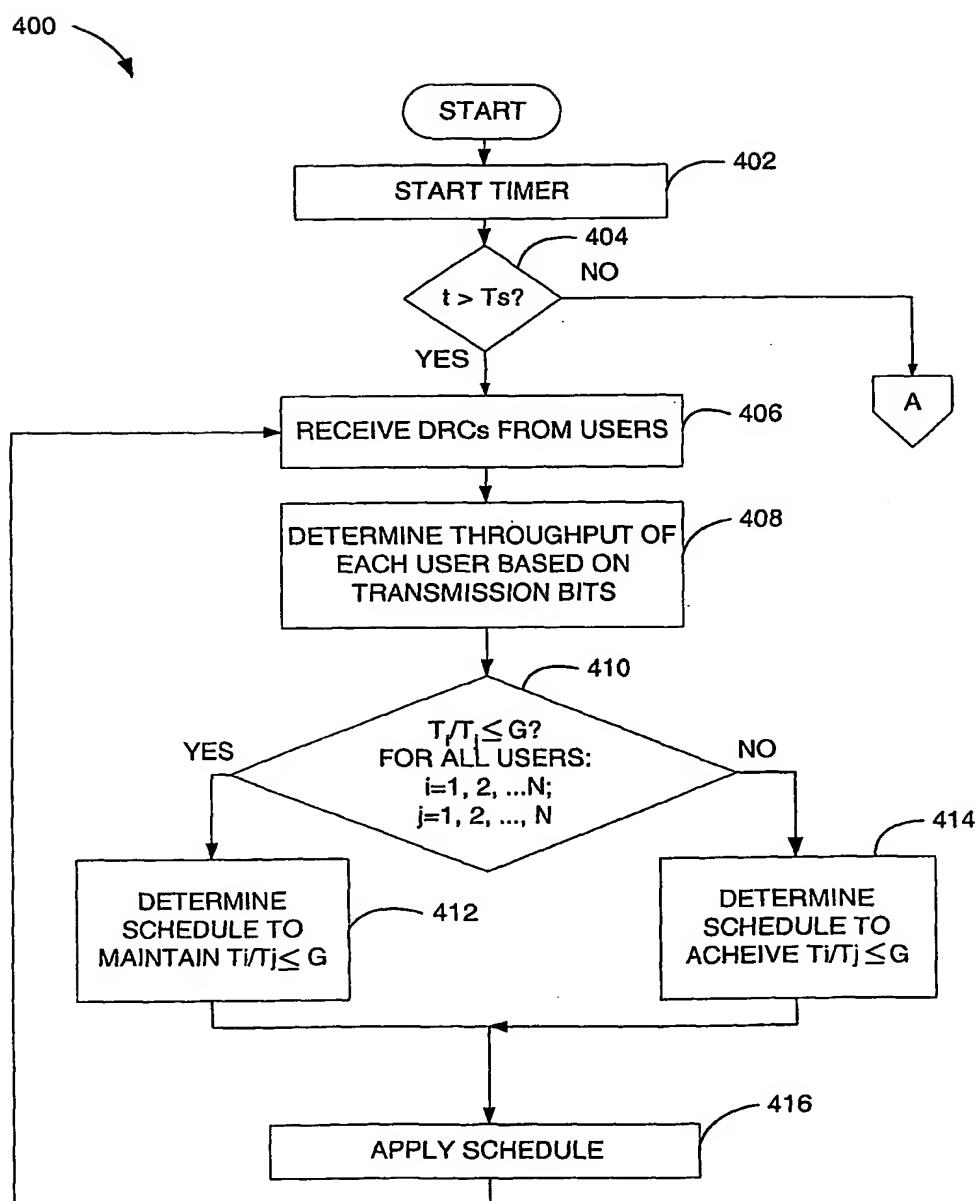 400
START
START TIMER
402
404
t > Ts?
NO
YES
A
RECEIVE DRCs FROM USERS
406
DETERMINE THROUGHPUT OF
EACH USER BASED ON
TRANSMISSION BITS
408
410
Ti/Tj ≤ G?
FOR ALL USERS:
i=1, 2, ...N;
j=1, 2, ..., N
YES
NO
DETERMINE
SCHEDULE TO
MAINTAIN Ti/Tj ≤ G
412
414
DETERMINE
SCHEDULE TO
ACHEIVE Ti/Tj ≤ G
416
APPLY SCHEDULE